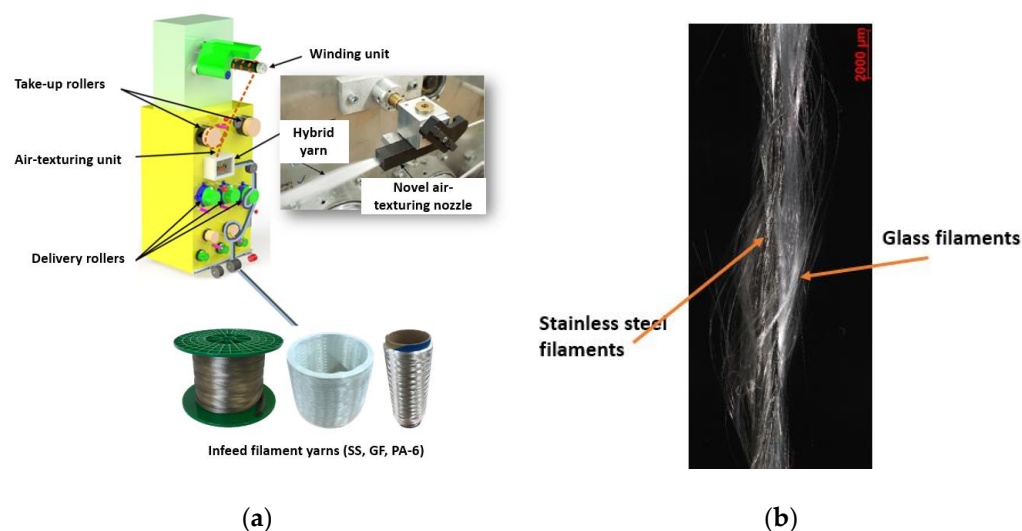 Winding unit
Take-up rollers
Air-texturing unit
Hybrid
yarn
Novel air-
texturing nozzle
Delivery rollers
Infeed filament yarns (SS, GF, PA-6)
(a)
2000 µm
Glass filaments
Stainless steel
filaments
(b)